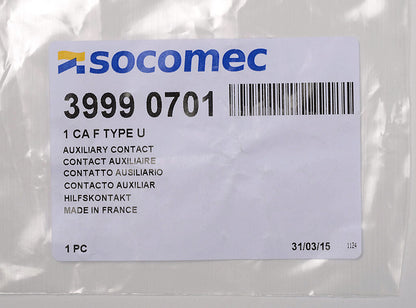 socomec
3999 0701
1 CA F TYPE U
AUXILIARY CONTACT
CONTACT AUXILIAIRE
CONTATTO AUSILIARIO
CONTACTO AUXILIAR
HILFSKONTAKT
MADE IN FRANCE
1 PC 31/03/15 1124